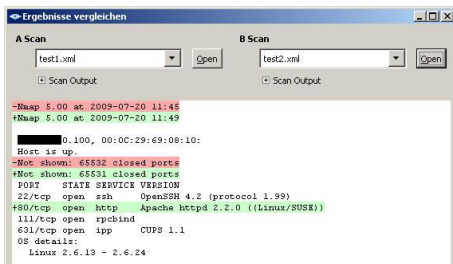 Ergebnisse vergleichen
A Scan
B Scan
test1.xml
Open
test2.xml
Open
Scan Output
Scan Output
-Nmap 5.00 at 2009-07-20 11:45
+Nmap 5.00 at 2009-07-20 11:49
0.100, 00:0C:29:69:08:10:
Host is up.
-Not shown: 65532 closed ports
+Not shown: 65531 closed ports
PORT STATE SERVICE VERSION
22/tcp open ssh OpenSSH 4.2 (protocol 1.99)
+80/tcp open http Apache httpd 2.2.0 ((Linux/SUSE))
111/tcp open rpcbind
631/tcp open ipp CUPS 1.1
OS details:
Linux 2.6.13 - 2.6.24